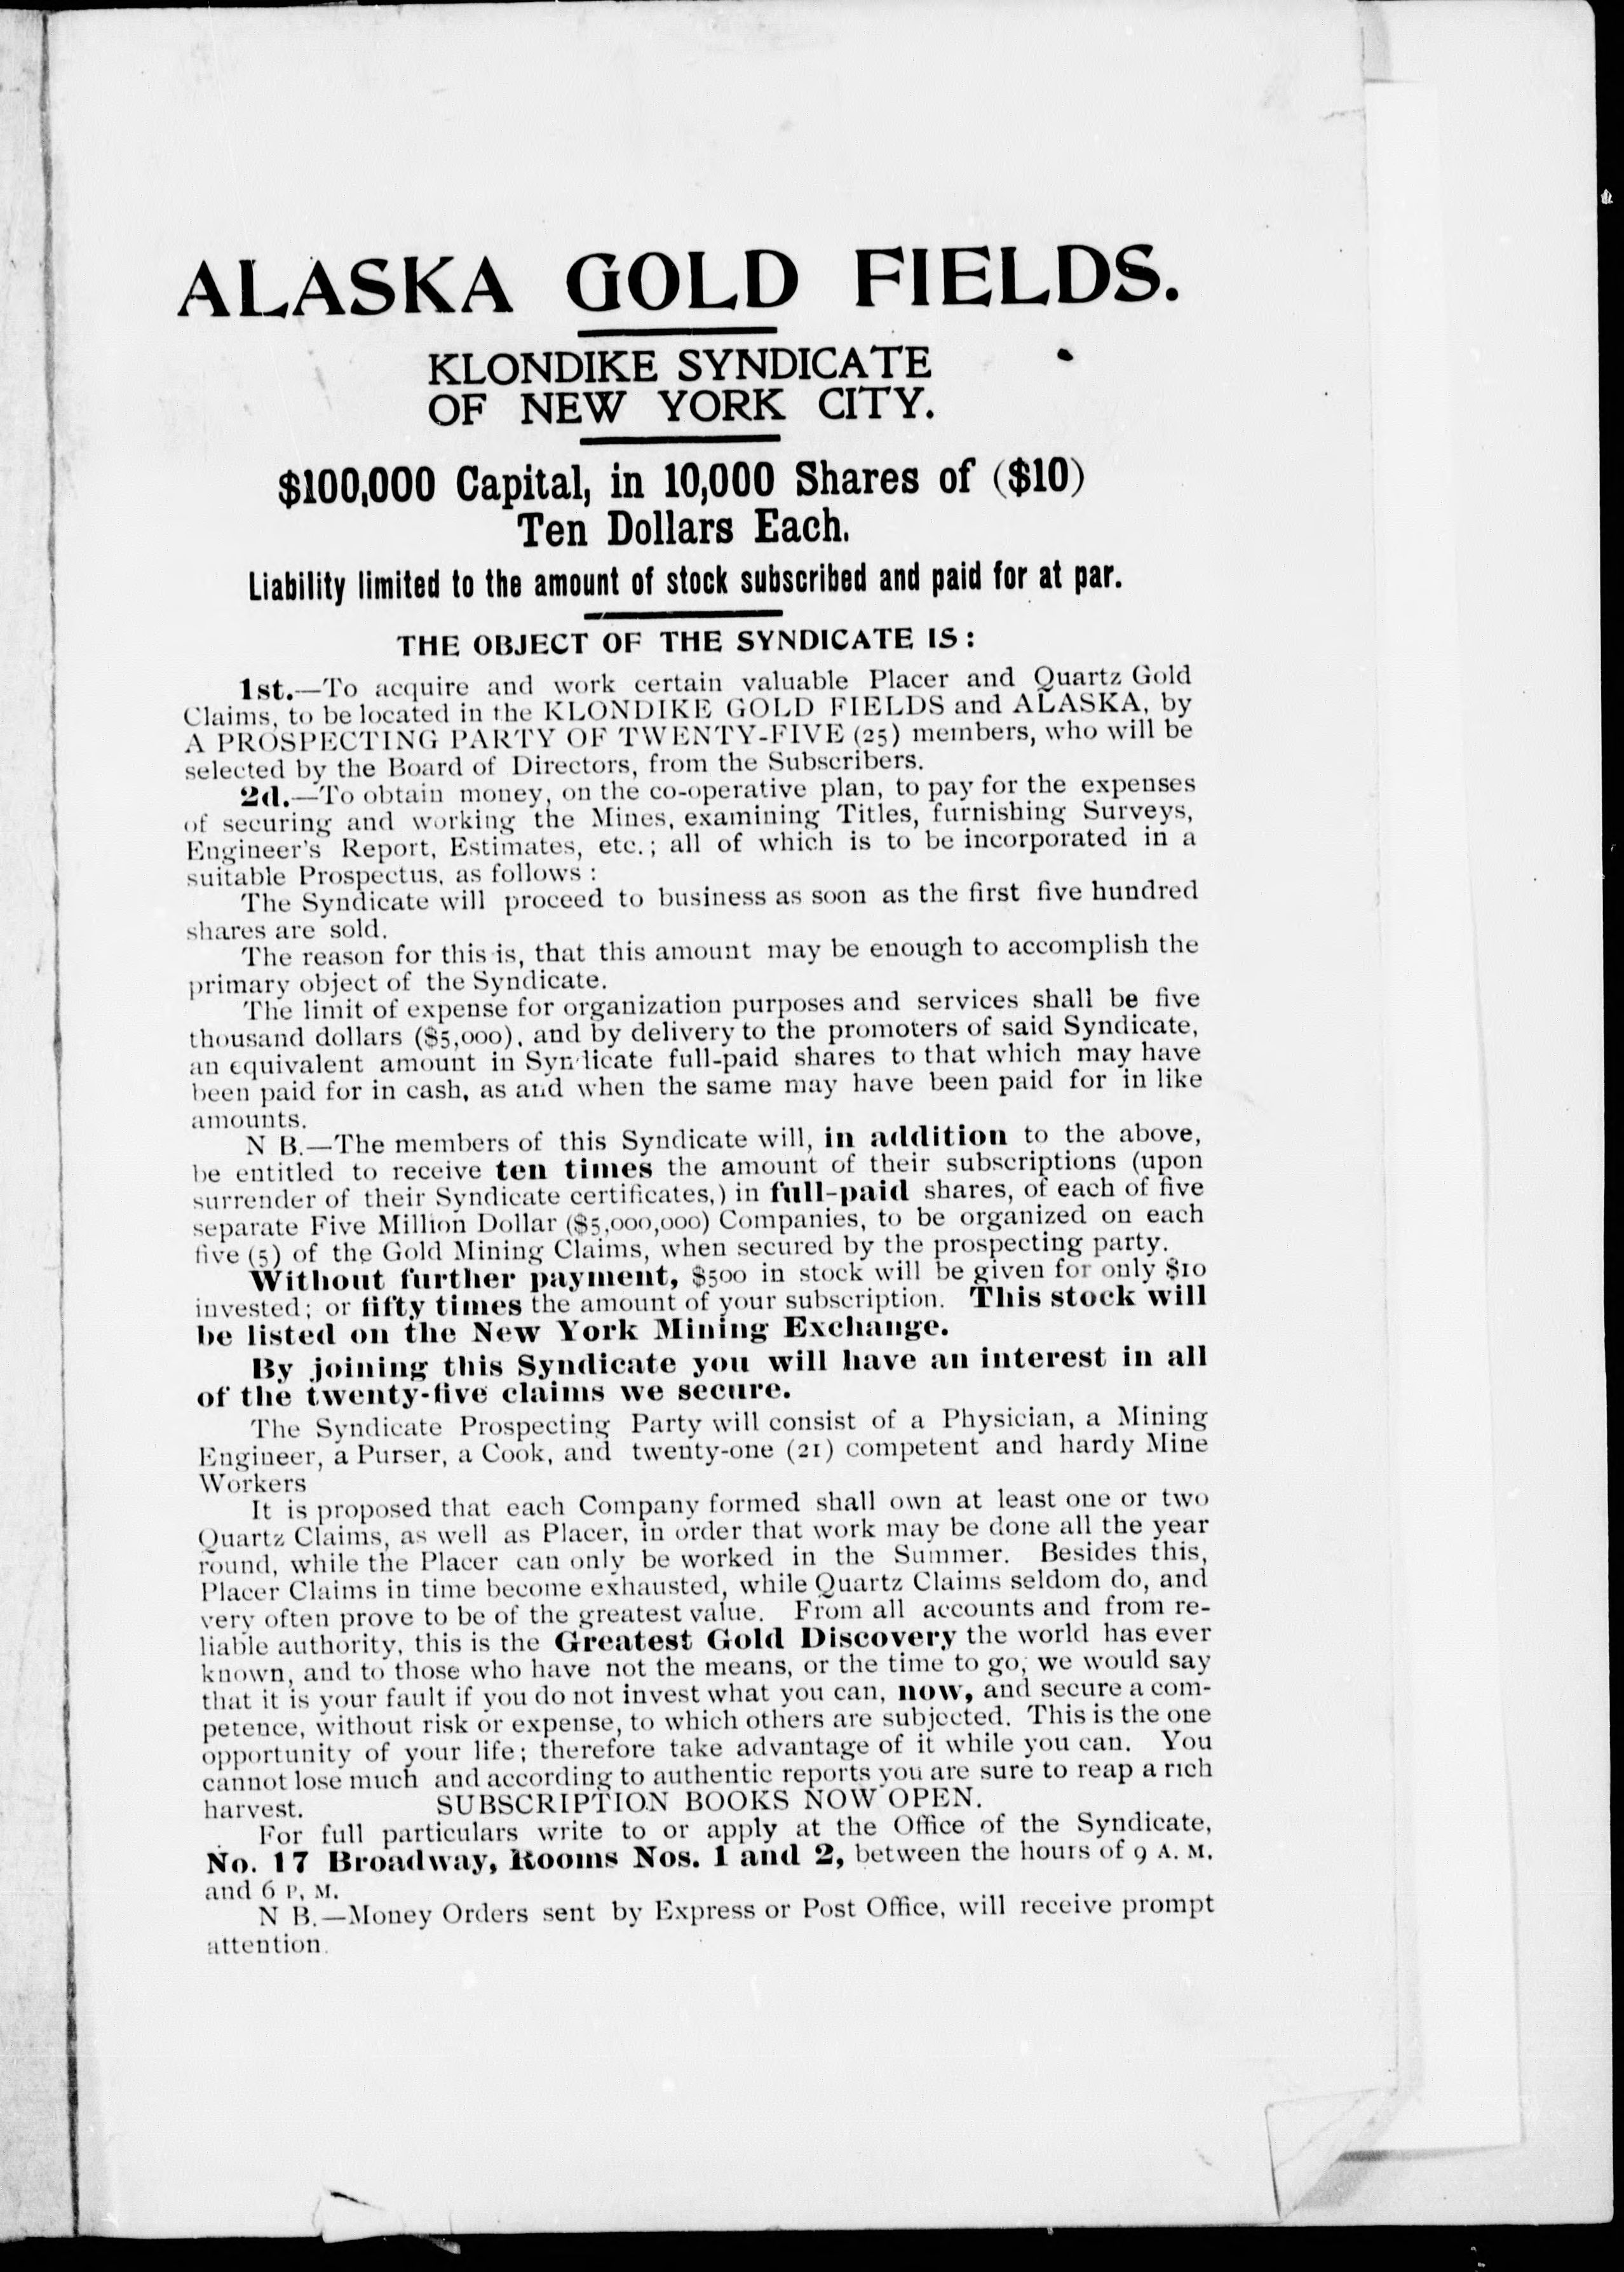 ALASKA GOLD FIELDS.
KLONDIKE SYNDICATE
OF NEW YORK CITY.
$100,000 Capital, in 10,000 Shares of ($10)
Ten Dollars Each.
Liability limited to the amount of stock subscribed and paid for at par.
THE OBJECT OF THE SYNDICATE IS:
1st.—To acquire and work certain valuable Placer and Quartz Gold
Claims, to be located in the KLONDIKE GOLD FIELDS and ALASKA, by
A PROSPECTING PARTY OF TWENTY-FIVE (25) members, who will be
selected by the Board of Directors, from the Subscribers.
2d.—To obtain money, on the co-operative plan, to pay for the expenses
of securing and working the Mines, examining Titles, furnishing Surveys,
Engineer's Report, Estimates, etc.; all of which is to be incorporated in a
suitable Prospectus, as follows:
The Syndicate will proceed to business as soon as the first five hundred
shares are sold.
The reason for this is, that this amount may be enough to accomplish the
primary object of the Syndicate.
The limit of expense for organization purposes and services shall be five
thousand dollars ($5,000), and by delivery to the promoters of said Syndicate,
an equivalent amount in Syndicate full-paid shares to that which may have
been paid for in cash, as and when the same may have been paid for in like
amounts.
N B.—The members of this Syndicate will, in addition to the above,
be entitled to receive ten times the amount of their subscriptions (upon
surrender of their Syndicate certificates,) in full-paid shares, of each of five
separate Five Million Dollar ($5,000,000) Companies, to be organized on each
five (5) of the Gold Mining Claims, when secured by the prospecting party.
Without further payment, $500 in stock will be given for only $10
invested; or fifty times the amount of your subscription. This stock will
be listed on the New York Mining Exchange.
By joining this Syndicate you will have an interest in all
of the twenty-five claims we secure.
The Syndicate Prospecting Party will consist of a Physician, a Mining
Engineer, a Purser, a Cook, and twenty-one (21) competent and hardy Mine
Workers
It is proposed that each Company formed shall own at least one or two
Quartz Claims, as well as Placer, in order that work may be done all the year
round, while the Placer can only be worked in the Summer. Besides this,
Placer Claims in time become exhausted, while Quartz Claims seldom do, and
very often prove to be of the greatest value. From all accounts and from re-
liable authority, this is the Greatest Gold Discovery the world has ever
known, and to those who have not the means, or the time to go, we would say
that it is your fault if you do not invest what you can, now, and secure a com-
petence, without risk or expense, to which others are subjected. This is the one
opportunity of your life; therefore take advantage of it while you can. You
cannot lose much and according to authentic reports you are sure to reap a rich
harvest. SUBSCRIPTION BOOKS NOW OPEN.
For full particulars write to or apply at the Office of the Syndicate,
No. 17 Broadway, Rooms Nos. 1 and 2, between the hours of 9 A. M.
and 6 P. M.
N B.—Money Orders sent by Express or Post Office, will receive prompt
attention.